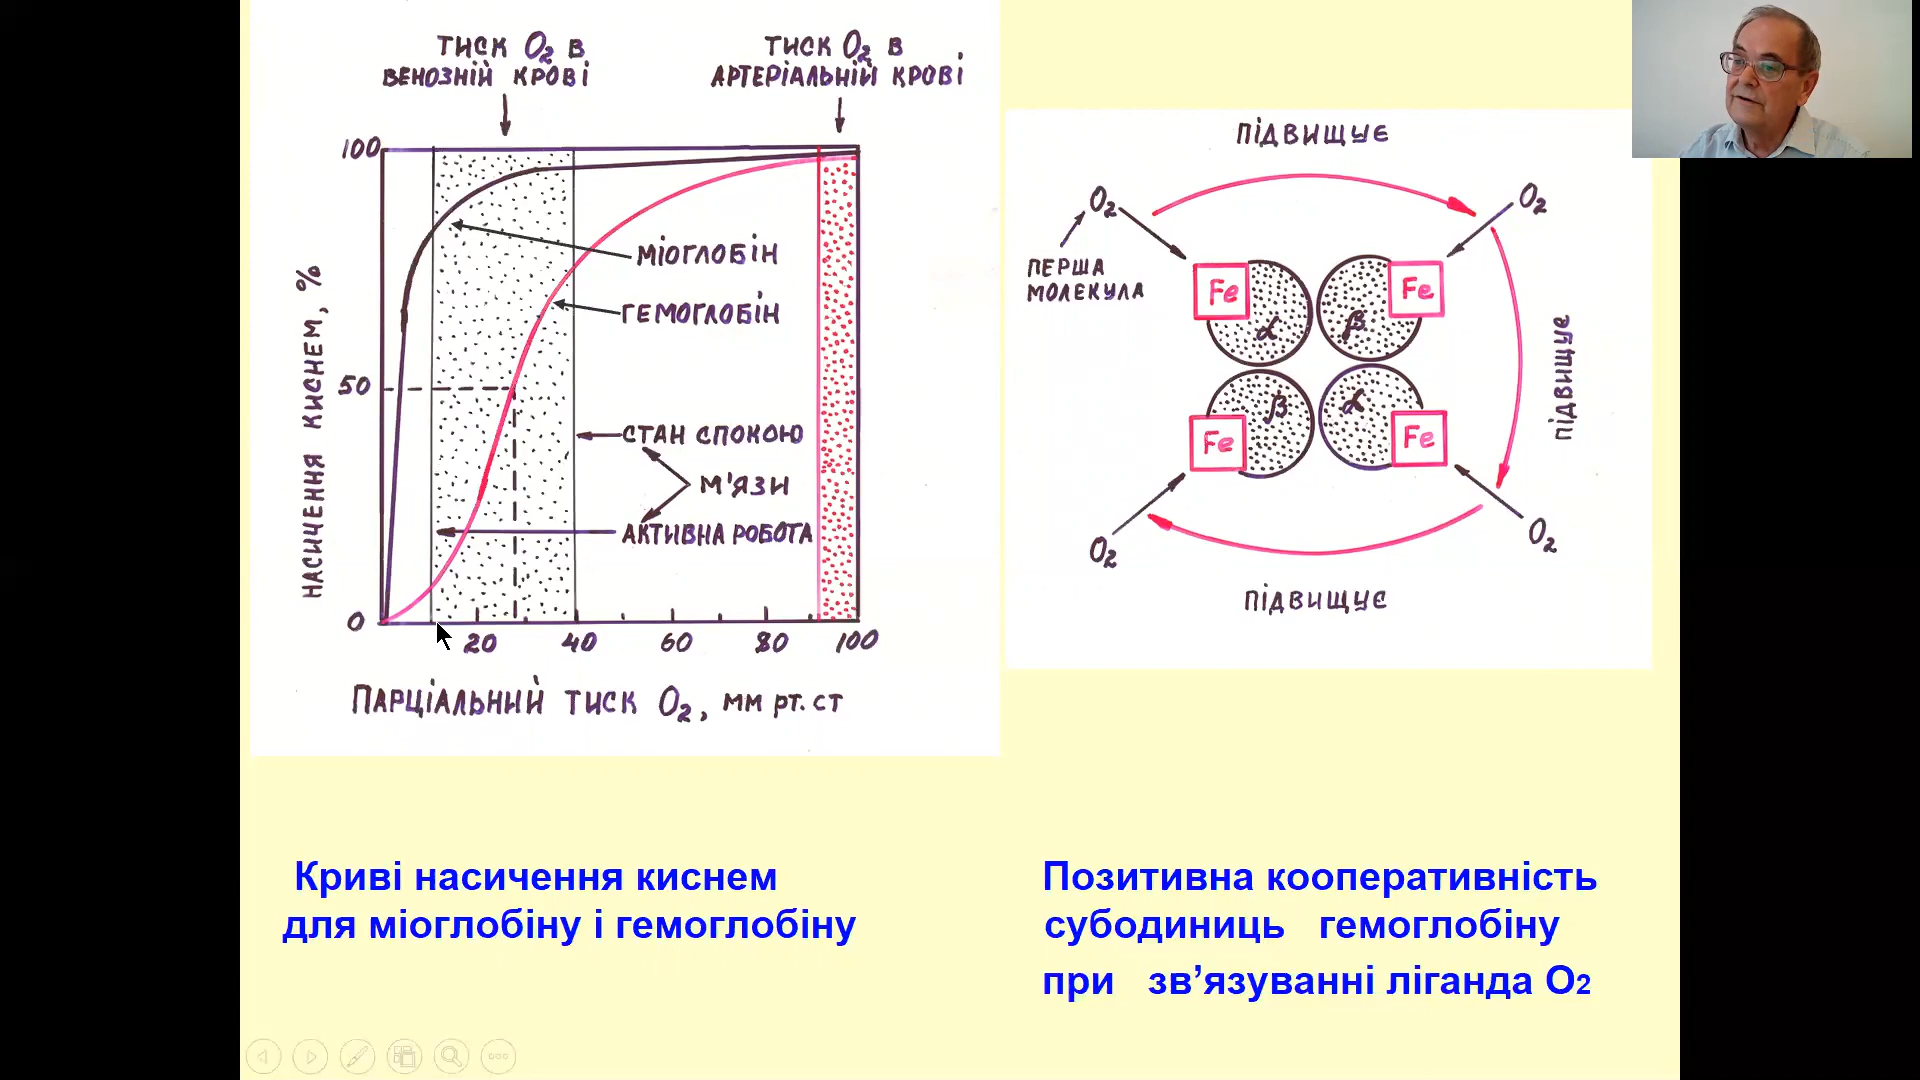 ТИСК O₂ В
ВЕНОЗНІЙ КРОВІ
ТИСК O₂ В
АРТЕРІАЛЬНІЙ КРОВІ
100
50
0
НАСИЧЕННЯ КИСНЕМ, %
МІОГЛОБІН
ГЕМОГЛОБІН
СТАН СПОКОЮ
М'ЯЗИ
АКТИВНА РОБОТА
20 40 60 80 100
ПАРЦІАЛЬНИЙ ТИСК O₂, мм рт. ст
ПІДВИЩУЄ
O₂
O₂
ПЕРША
МОЛЕКУЛА
Fe
α
β
Fe
ПІДВИЩУЄ
Fe
β
α
Fe
O₂
O₂
ПІДВИЩУЄ
Криві насичення киснем
для міоглобіну і гемоглобіну
Позитивна кооперативність
субодиниць гемоглобіну
при зв’язуванні ліганда О₂